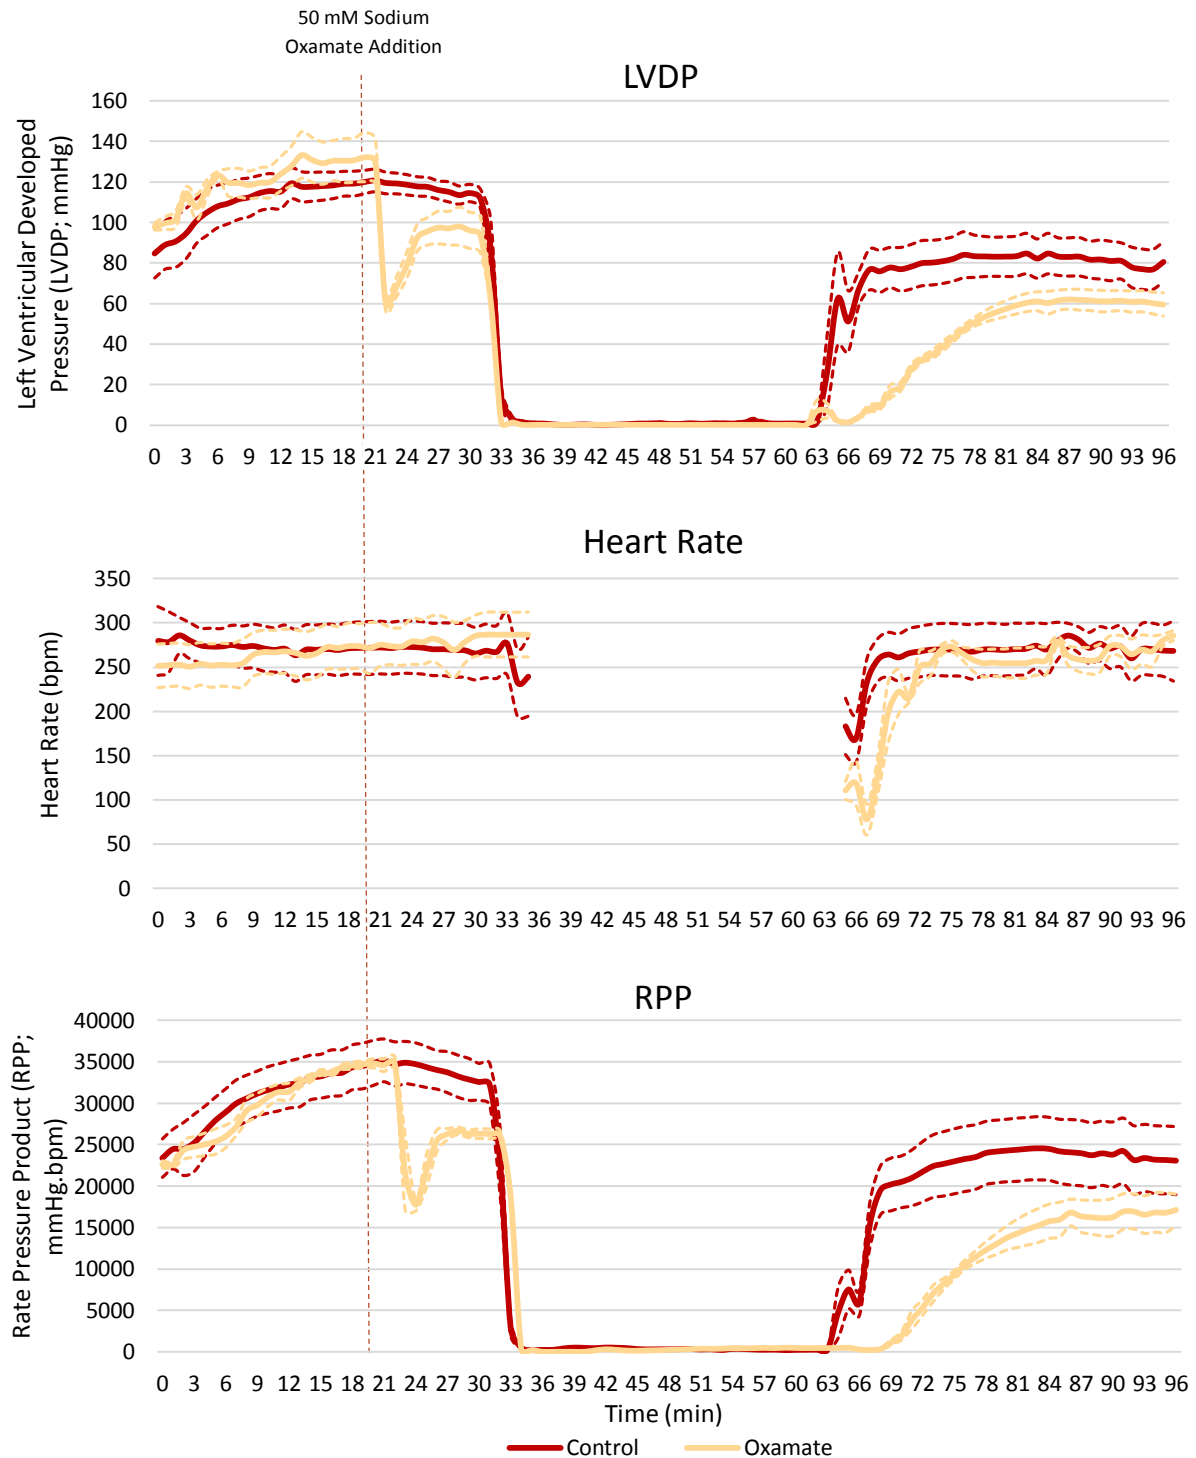 50 mM Sodium
Oxamate Addition
LVDP
Left Ventricular Developed
Pressure (LVDP; mmHg)
160
140
120
100
80
60
40
20
0
0 3 6 9 12 15 18 21 24 27 30 33 36 39 42 45 48 51 54 57 60 63 66 69 72 75 78 81 84 87 90 93 96
Heart Rate
Heart Rate (bpm)
350
300
250
200
150
100
50
0
0 3 6 9 12 15 18 21 24 27 30 33 36 39 42 45 48 51 54 57 60 63 66 69 72 75 78 81 84 87 90 93 96
RPP
Rate Pressure Product (RPP;
mmHg.bpm)
40000
35000
30000
25000
20000
15000
10000
5000
0
0 3 6 9 12 15 18 21 24 27 30 33 36 39 42 45 48 51 54 57 60 63 66 69 72 75 78 81 84 87 90 93 96
Time (min)
Control Oxamate